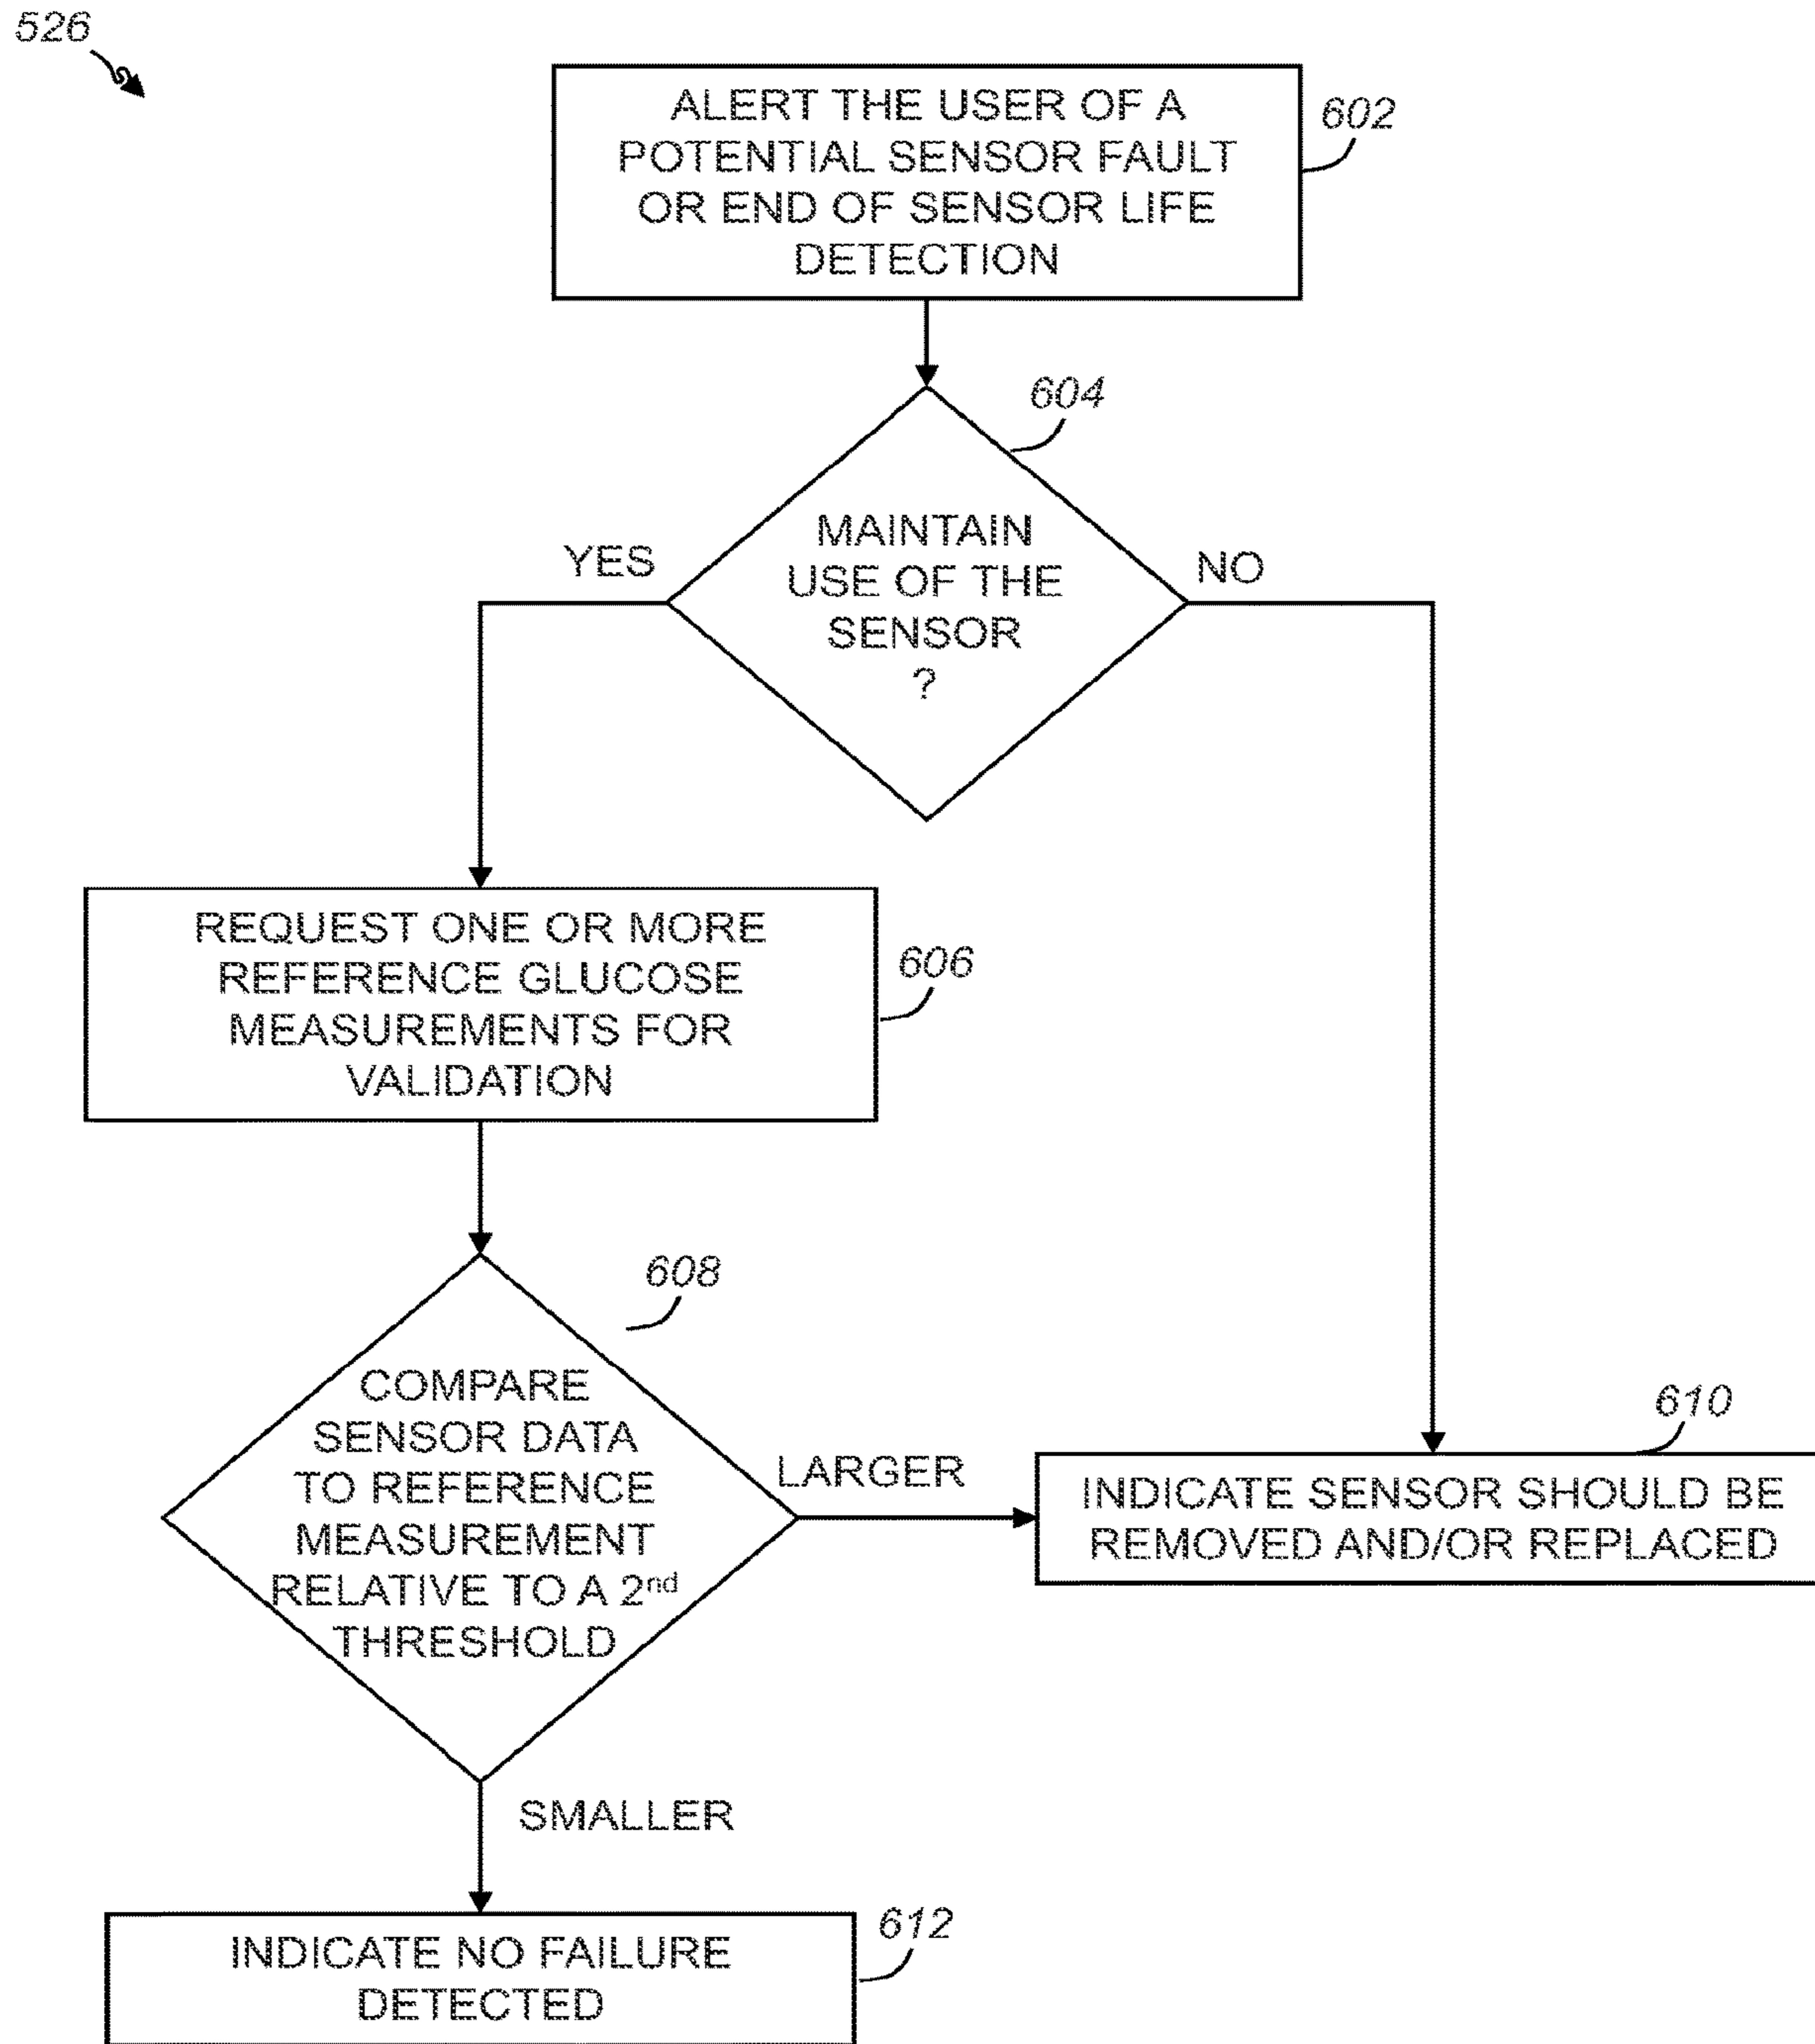 526
ALERT THE USER OF A
POTENTIAL SENSOR FAULT
OR END OF SENSOR LIFE
DETECTION
602
604
MAINTAIN
USE OF THE
SENSOR
?
YES
NO
REQUEST ONE OR MORE
REFERENCE GLUCOSE
MEASUREMENTS FOR
VALIDATION
606
608
COMPARE
SENSOR DATA
TO REFERENCE
MEASUREMENT
RELATIVE TO A 2nd
THRESHOLD
LARGER
610
INDICATE SENSOR SHOULD BE
REMOVED AND/OR REPLACED
SMALLER
INDICATE NO FAILURE
DETECTED
612